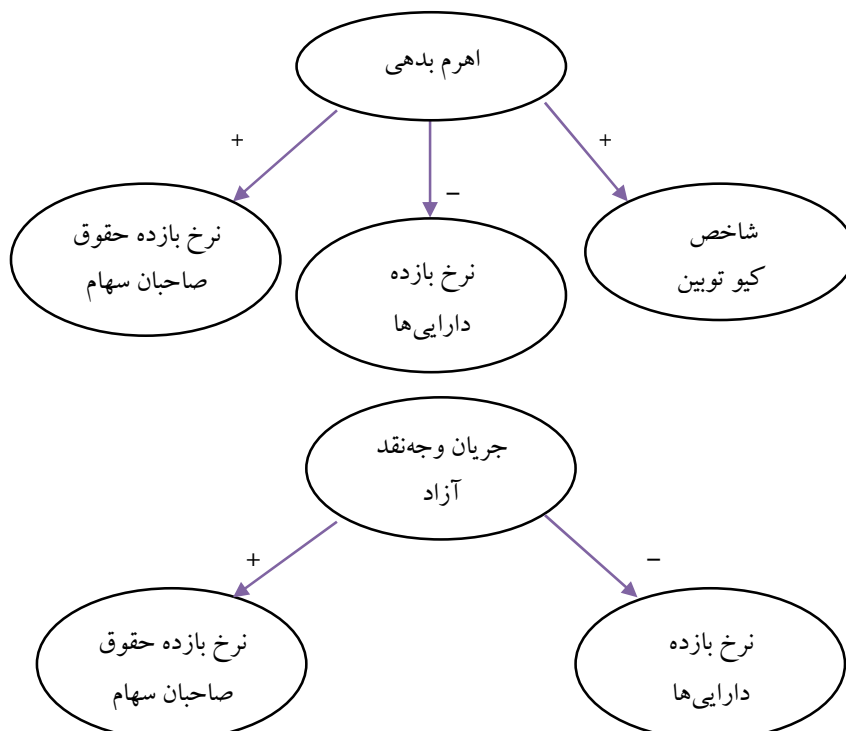 اهرم بدهی
+
−
+
نرخ بازده حقوق
صاحبان سهام
نرخ بازده
دارایی‌ها
شاخص
کیو توبین
جریان وجه‌نقد
آزاد
+
−
نرخ بازده حقوق
صاحبان سهام
نرخ بازده
دارایی‌ها